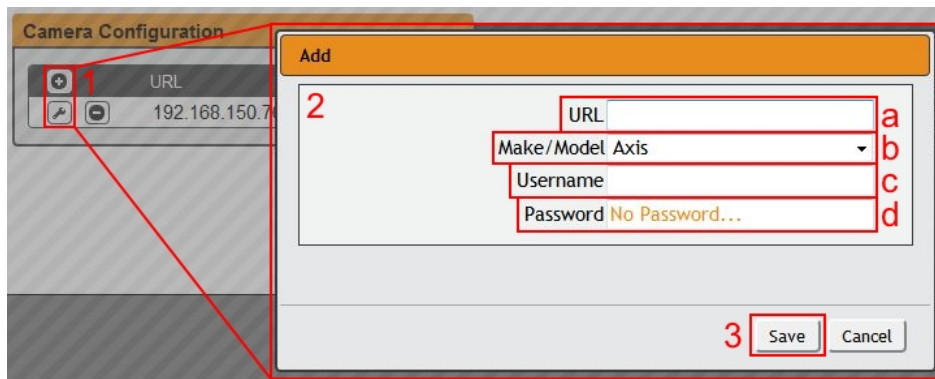 Camera Configuration
1 URL
192.168.150.7
Add
2
URL a
Make/Model Axis b
Username c
Password No Password... d
3 Save Cancel